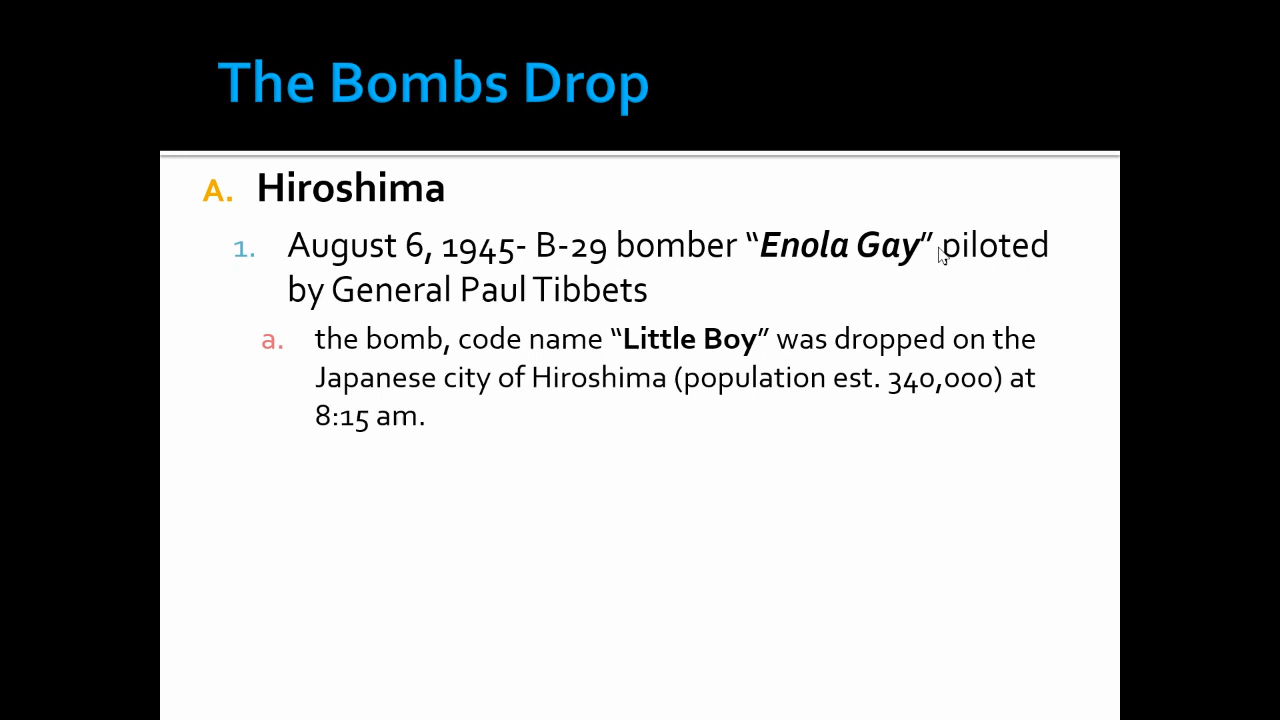 The Bombs Drop
A. Hiroshima
1. August 6, 1945- B-29 bomber “Enola Gay” piloted
by General Paul Tibbets
a. the bomb, code name “Little Boy” was dropped on the
Japanese city of Hiroshima (population est. 340,000) at
8:15 am.